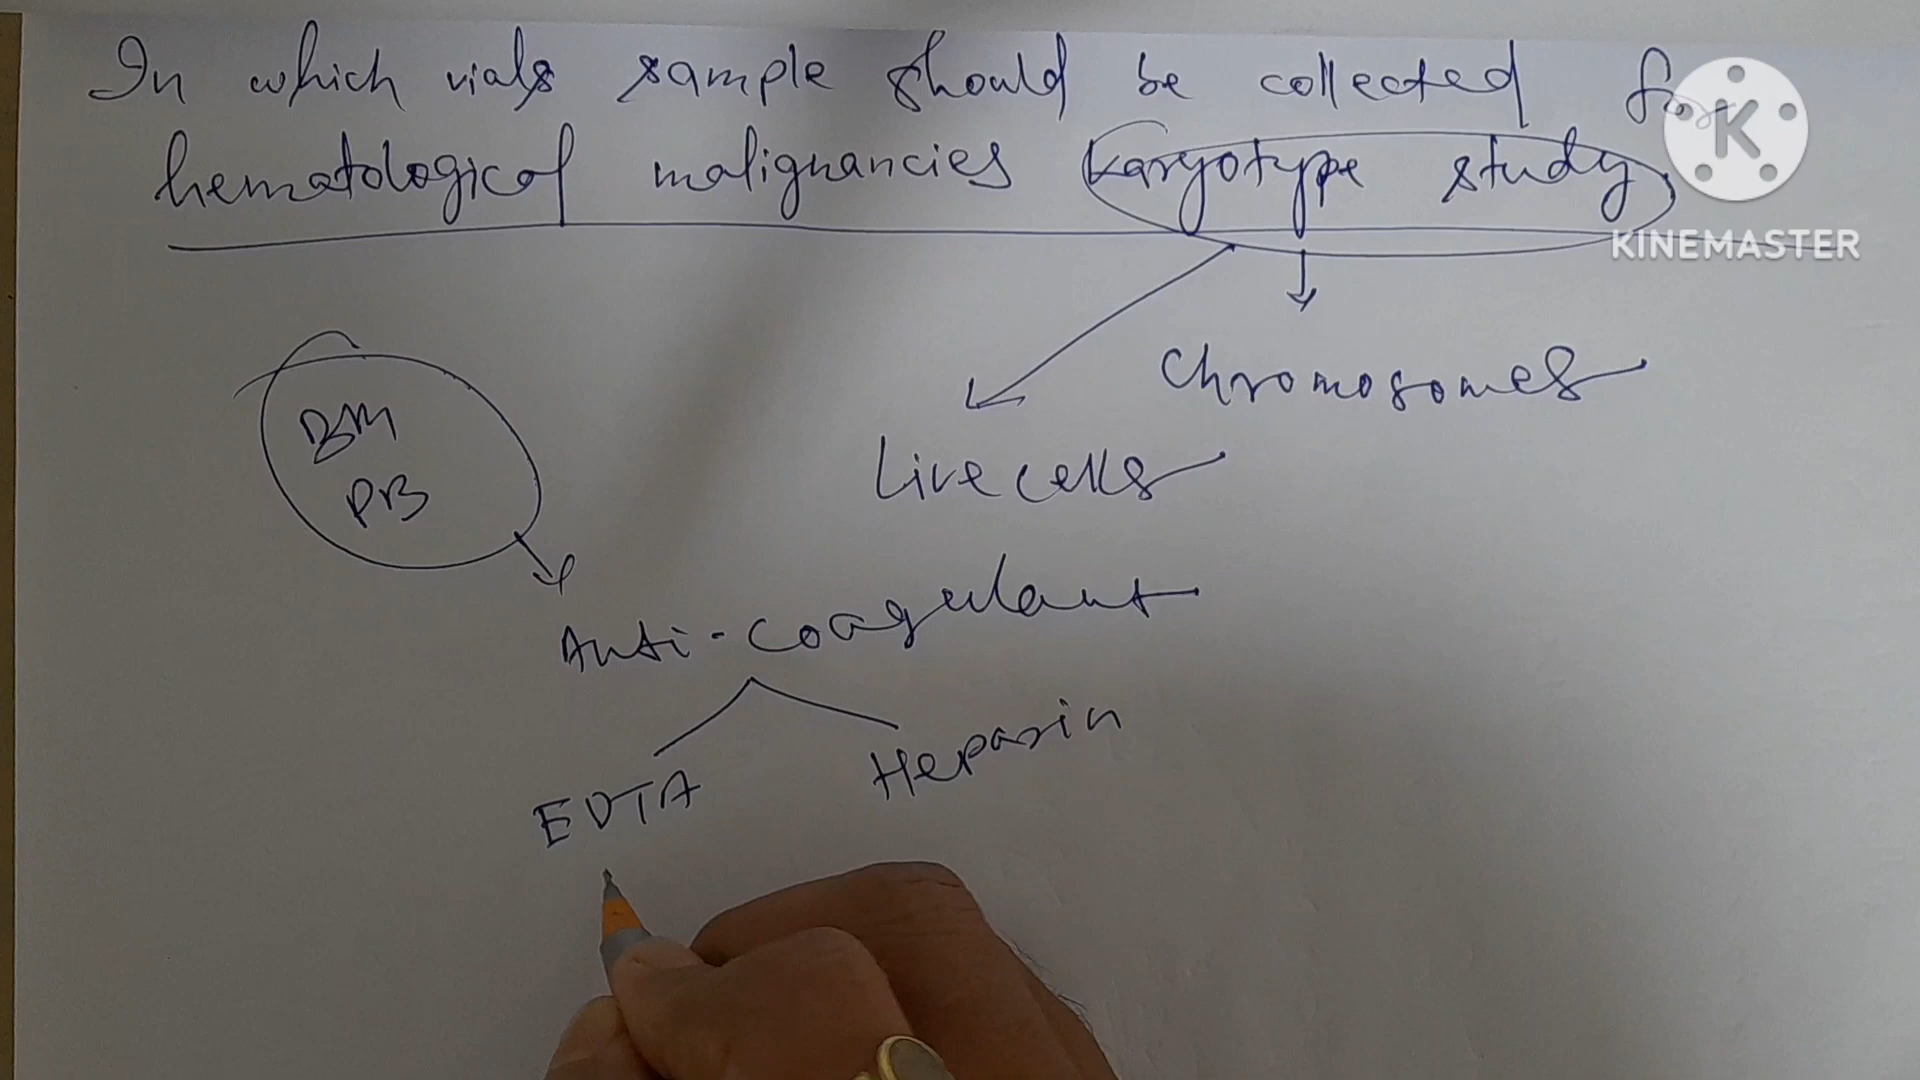 In which vials sample should be collected for
hematological malignancies Karyotype study
K
KINEMASTER
Chromosomes
BM
PB
Live cells
Anti-coagulant
EDTA
Heparin